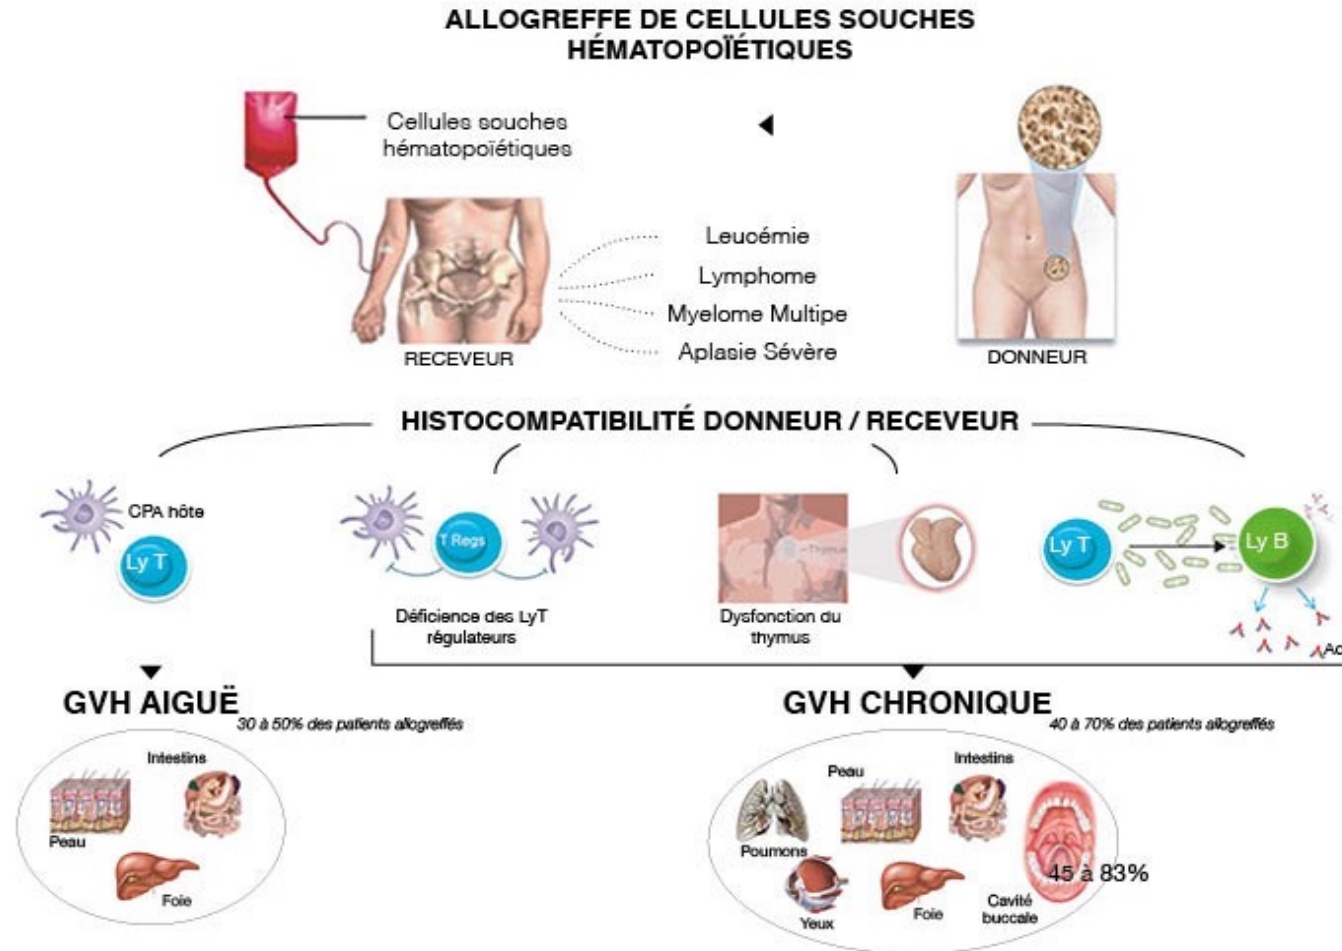 ALLOGREFFE DE CELLULES SOUCHES
HÉMATOPOÏÉTIQUES
Cellules souches
hématopoïétiques
Leucémie
Lymphome
Myelome Multipe
Aplasie Sévère
RECEVEUR
DONNEUR
HISTOCOMPATIBILITÉ DONNEUR / RECEVEUR
CPA hôte
Ly T
T Regs
Thymus
Ly T
Ly B
Déficience des LyT
régulateurs
Dysfonction du
thymus
Ac
GVH AIGUË
30 à 50% des patients allogreffés
Intestins
Peau
Foie
GVH CHRONIQUE
40 à 70% des patients allogreffés
Peau
Intestins
Poumons
45 à 83%
Yeux
Foie
Cavité
buccale